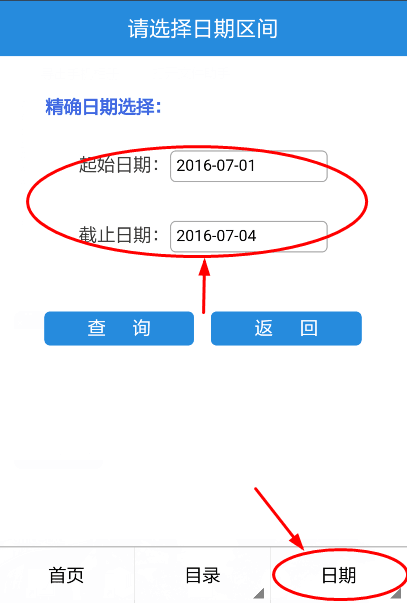 请选择日期区间
精确日期选择：
起始日期： 2016-07-01
截止日期： 2016-07-04
查 询 返 回
首页 目录 日期